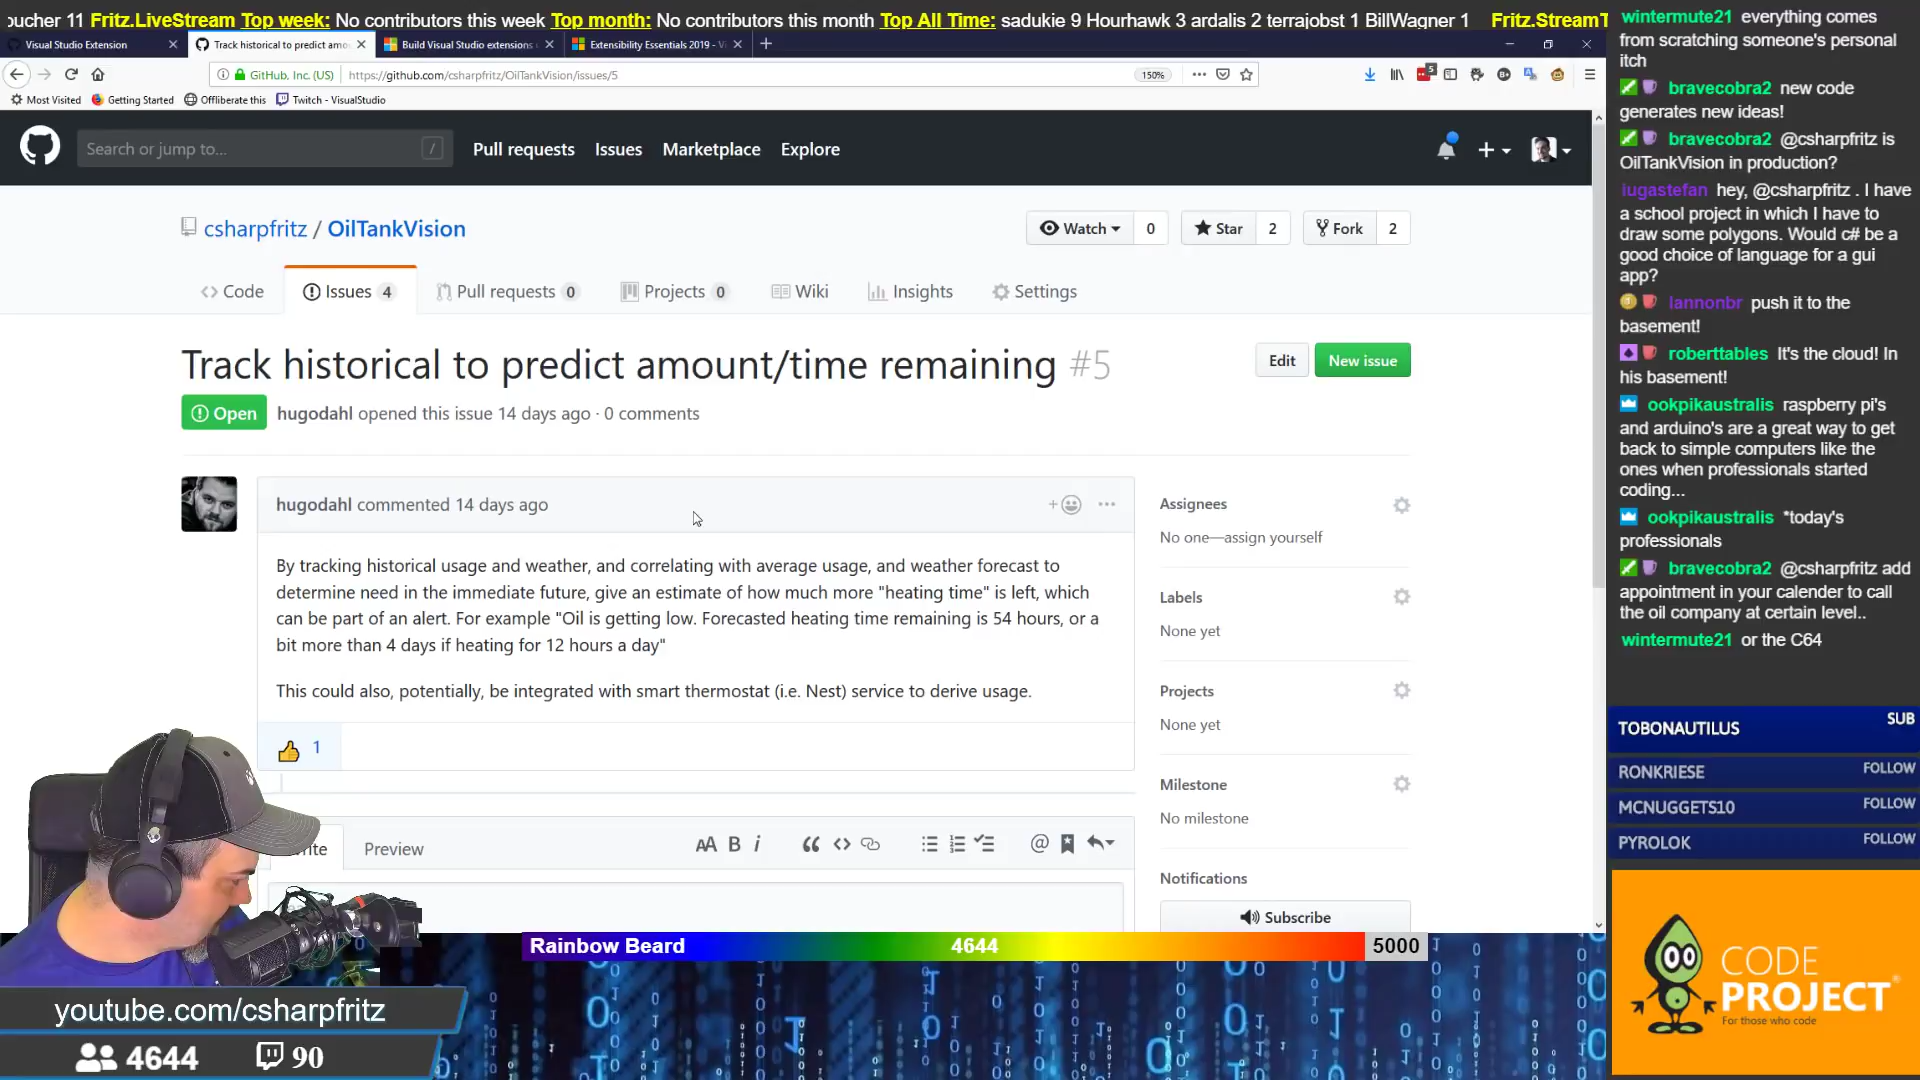 oucher 11 Fritz.LiveStream Top week: No contributors this week Top month: No contributors this month Top All Time: sadukie 9 Hourhawk 3 ardalis 2 terrajobst 1 BillWagner 1 Fritz.StreamT
Visual Studio Extension
Track historical to predict amo
Build Visual Studio extensions
Extensibility Essentials 2019 - Vi
GitHub, Inc. (US)
https://github.com/csharpfritz/OilTankVision/issues/5
150%
5
Most Visited
Getting Started
Offliberate this
Twitch - VisualStudio
Search or jump to...
/
Pull requests
Issues
Marketplace
Explore
csharpfritz / OilTankVision
Watch 0
Star 2
Fork 2
Code
Issues 4
Pull requests 0
Projects 0
Wiki
Insights
Settings
Track historical to predict amount/time remaining #5
Edit
New issue
Open
hugodahl opened this issue 14 days ago · 0 comments
hugodahl commented 14 days ago
By tracking historical usage and weather, and correlating with average usage, and weather forecast to
determine need in the immediate future, give an estimate of how much more "heating time" is left, which
can be part of an alert. For example "Oil is getting low. Forecasted heating time remaining is 54 hours, or a
bit more than 4 days if heating for 12 hours a day"
This could also, potentially, be integrated with smart thermostat (i.e. Nest) service to derive usage.
1
Preview
Assignees
No one—assign yourself
Labels
None yet
Projects
None yet
Milestone
No milestone
Notifications
Subscribe
wintermute21 everything comes
from scratching someone's personal
itch
bravecobra2 new code
generates new ideas!
bravecobra2 @csharpfritz is
OilTankVision in production?
iugastefan hey, @csharpfritz . I have
a school project in which I have to
draw some polygons. Would c# be a
good choice of language for a gui
app?
lannonbr push it to the
basement!
roberttables It's the cloud! In
his basement!
ookpikaustralis raspberry pi's
and arduino's are a great way to get
back to simple computers like the
ones when professionals started
coding...
ookpikaustralis *today's
professionals
bravecobra2 @csharpfritz add
appointment in your calender to call
the oil company at certain level..
wintermute21 or the C64
TOBONAUTILUS SUB
RONKRIESE FOLLOW
MCNUGGETS10 FOLLOW
PYROLOK FOLLOW
CODE
PROJECT®
For those who code
Rainbow Beard 4644 5000
youtube.com/csharpfritz
4644 90